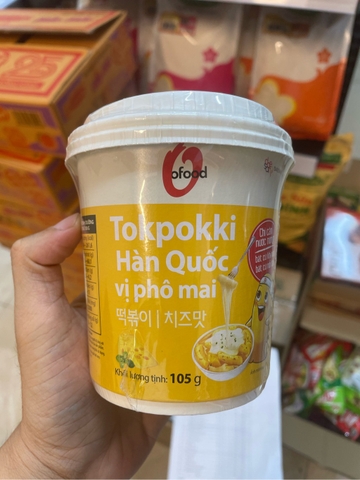 Ofood
Tokpokki
Hàn Quốc
vị phô mai
떡볶이 | 치즈맛
Khối lượng tịnh: 105 g